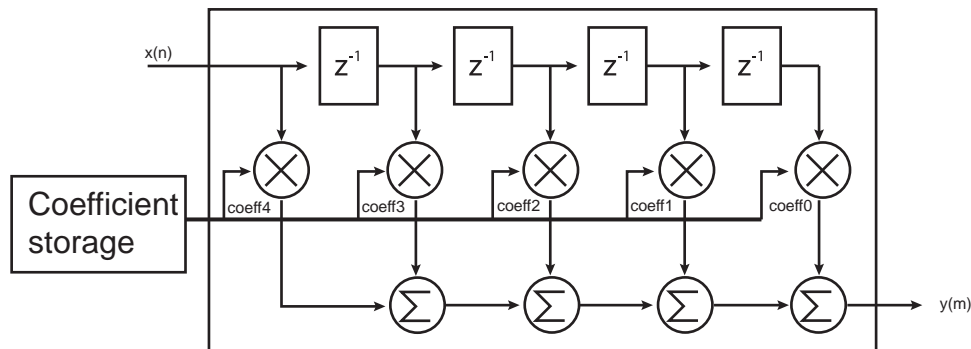 x(n)
z⁻¹ z⁻¹ z⁻¹ z⁻¹
Coefficient
storage
coeff4 coeff3 coeff2 coeff1 coeff0
Σ Σ Σ Σ
y(m)